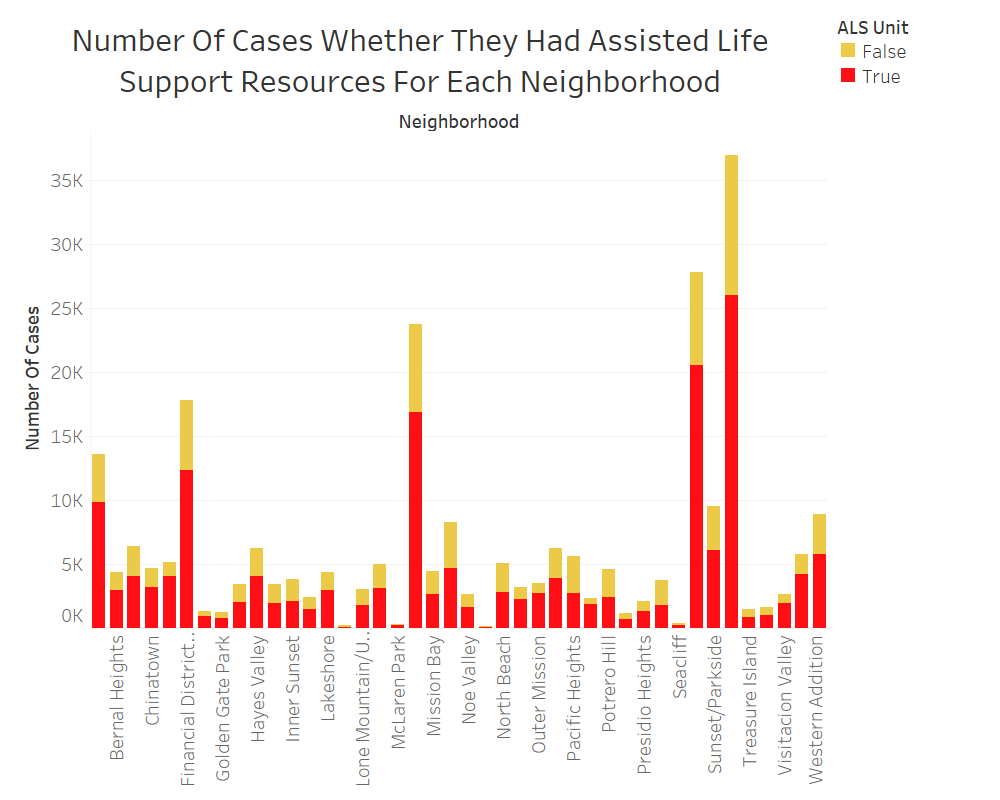 Number Of Cases Whether They Had Assisted Life
Support Resources For Each Neighborhood
ALS Unit
False
True
Neighborhood
Number Of Cases
35K
30K
25K
20K
15K
10K
5K
0K
Bernal Heights
Chinatown
Financial District..
Golden Gate Park
Hayes Valley
Inner Sunset
Lakeshore
Lone Mountain/U..
McLaren Park
Mission Bay
Noe Valley
North Beach
Outer Mission
Pacific Heights
Potrero Hill
Presidio Heights
Seacliff
Sunset/Parkside
Treasure Island
Visitacion Valley
Western Addition